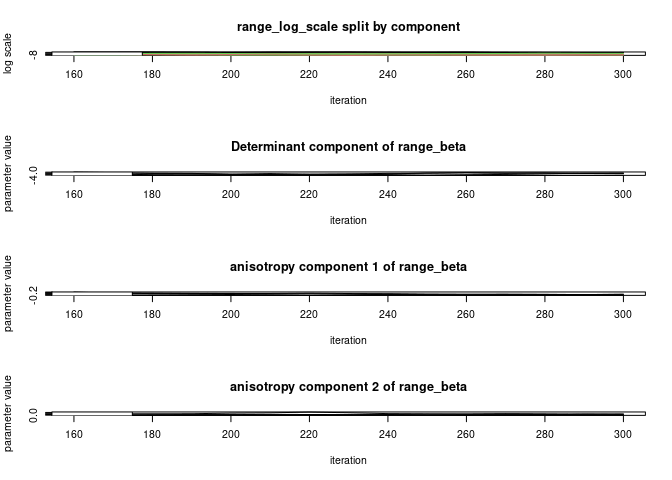 range_log_scale split by component
log scale
-8
160 180 200 220 240 260 280 300
iteration
Determinant component of range_beta
parameter value
-4.0
160 180 200 220 240 260 280 300
iteration
anisotropy component 1 of range_beta
parameter value
-0.2
160 180 200 220 240 260 280 300
iteration
anisotropy component 2 of range_beta
parameter value
0.0
160 180 200 220 240 260 280 300
iteration